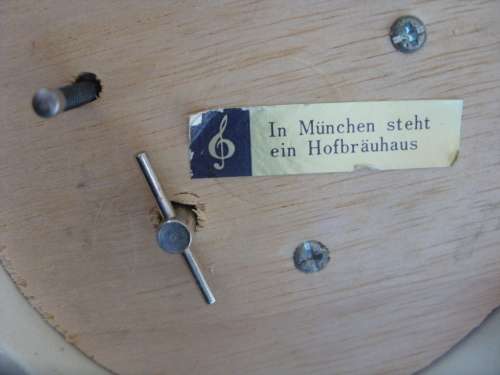 In München steht
ein Hofbräuhaus